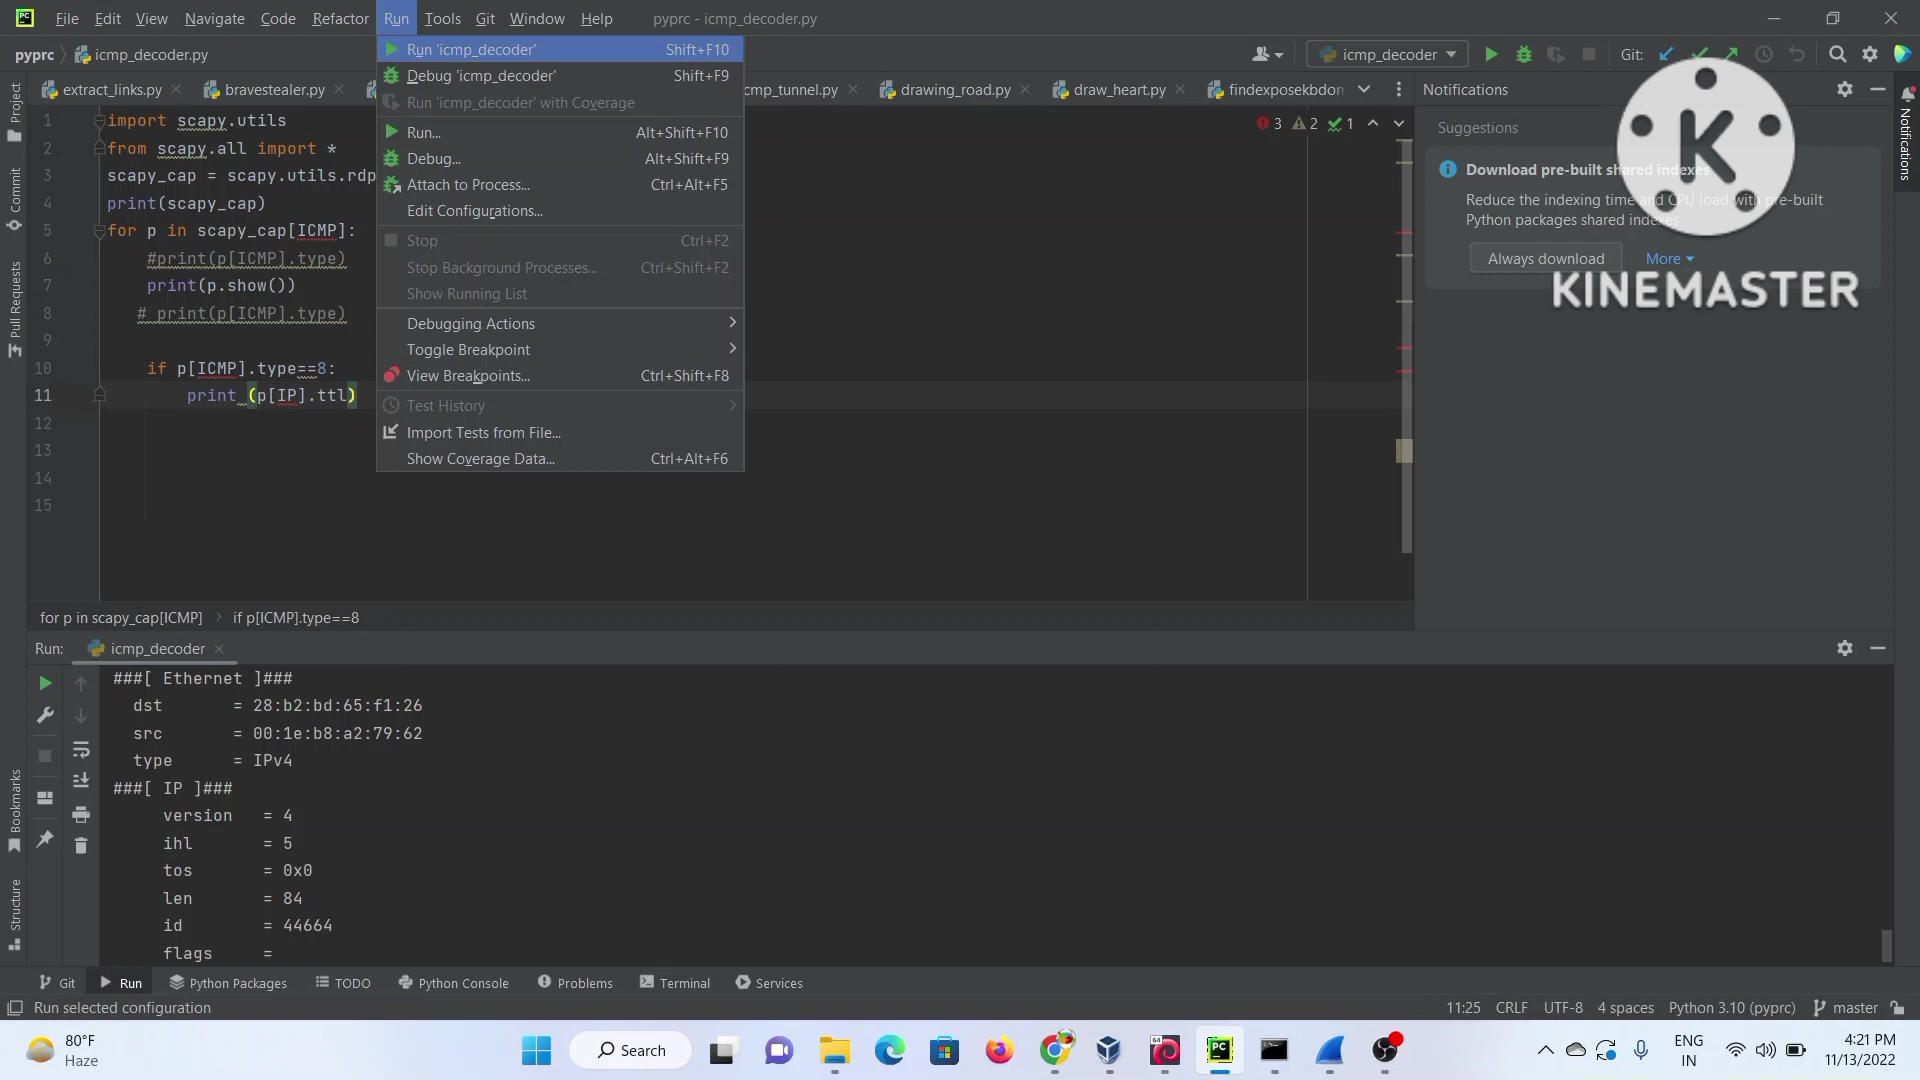 File Edit View Navigate Code Refactor Run Tools Git Window Help pyprc - icmp_decoder.py
pyprc icmp_decoder.py
icmp_decoder Git:
extract_links.py bravestealer.py cmp_tunnel.py drawing_road.py draw_heart.py findexposekbdon
Run 'icmp_decoder' Shift+F10
Debug 'icmp_decoder' Shift+F9
Run 'icmp_decoder' with Coverage
Run... Alt+Shift+F10
Debug... Alt+Shift+F9
Attach to Process... Ctrl+Alt+F5
Edit Configurations...
Stop Ctrl+F2
Stop Background Processes... Ctrl+Shift+F2
Show Running List
Debugging Actions
Toggle Breakpoint
View Breakpoints... Ctrl+Shift+F8
Test History
Import Tests from File...
Show Coverage Data... Ctrl+Alt+F6
1 import scapy.utils
2 from scapy.all import *
3 scapy_cap = scapy.utils.rdp
4 print(scapy_cap)
5 for p in scapy_cap[ICMP]:
6 #print(p[ICMP].type)
7 print(p.show())
8 # print(p[ICMP].type)
9
10 if p[ICMP].type==8:
11 print (p[IP].ttl)
12
13
14
15
3 2 1
Notifications
Suggestions
Download pre-built shared indexes
Reduce the indexing time and CPU load with pre-built
Python packages shared indexes
Always download More
K
KINEMASTER
Notifications
Project
Commit
Pull Requests
Bookmarks
Structure
for p in scapy_cap[ICMP] if p[ICMP].type==8
Run: icmp_decoder
###[ Ethernet ]###
dst = 28:b2:bd:65:f1:26
src = 00:1e:b8:a2:79:62
type = IPv4
###[ IP ]###
version = 4
ihl = 5
tos = 0x0
len = 84
id = 44664
flags =
Git Run Python Packages TODO Python Console Problems Terminal Services
Run selected configuration 11:25 CRLF UTF-8 4 spaces Python 3.10 (pyprc) master
80°F
Haze
Search
ENG
IN
4:21 PM
11/13/2022